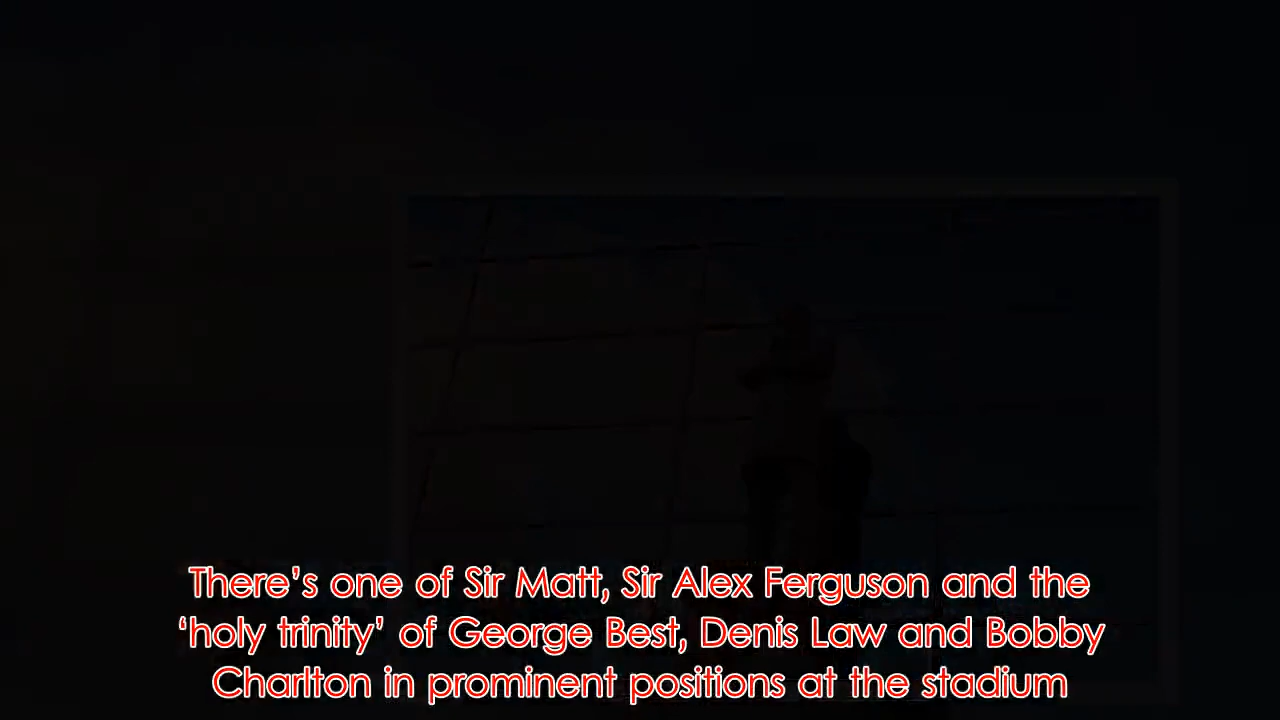 There’s one of Sir Matt, Sir Alex Ferguson and the
‘holy trinity’ of George Best, Denis Law and Bobby
Charlton in prominent positions at the stadium